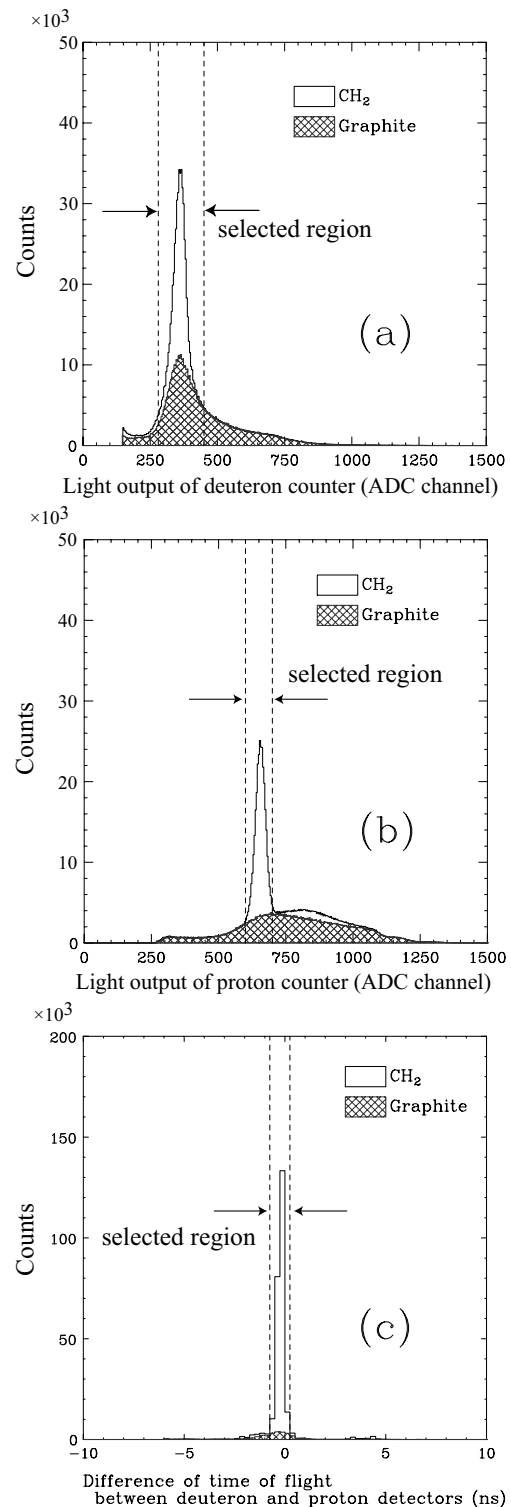 ×10³
50
40
30
20
10
0
Counts
CH₂
Graphite
selected region
(a)
0 250 500 750 1000 1250 1500
Light output of deuteron counter (ADC channel)
×10³
50
40
30
20
10
0
Counts
CH₂
Graphite
selected region
(b)
0 250 500 750 1000 1250 1500
Light output of proton counter (ADC channel)
×10³
200
150
100
50
0
Counts
CH₂
Graphite
selected region
(c)
-10 -5 0 5 10
Difference of time of flight
between deuteron and proton detectors (ns)